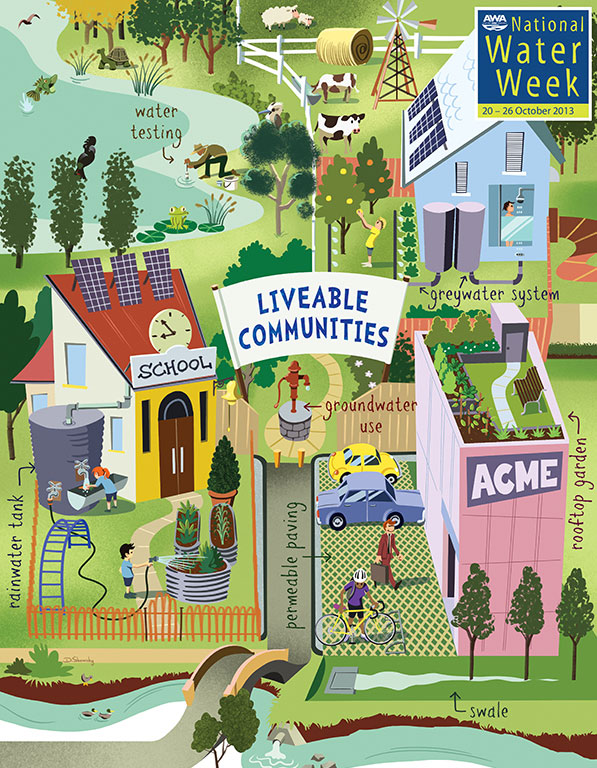 AWA
National
Water
Week
20 – 26 October 2013
water
testing
greywater system
LIVEABLE
COMMUNITIES
SCHOOL
groundwater
use
rainwater tank
permeable paving
ACME
rooftop garden
swale